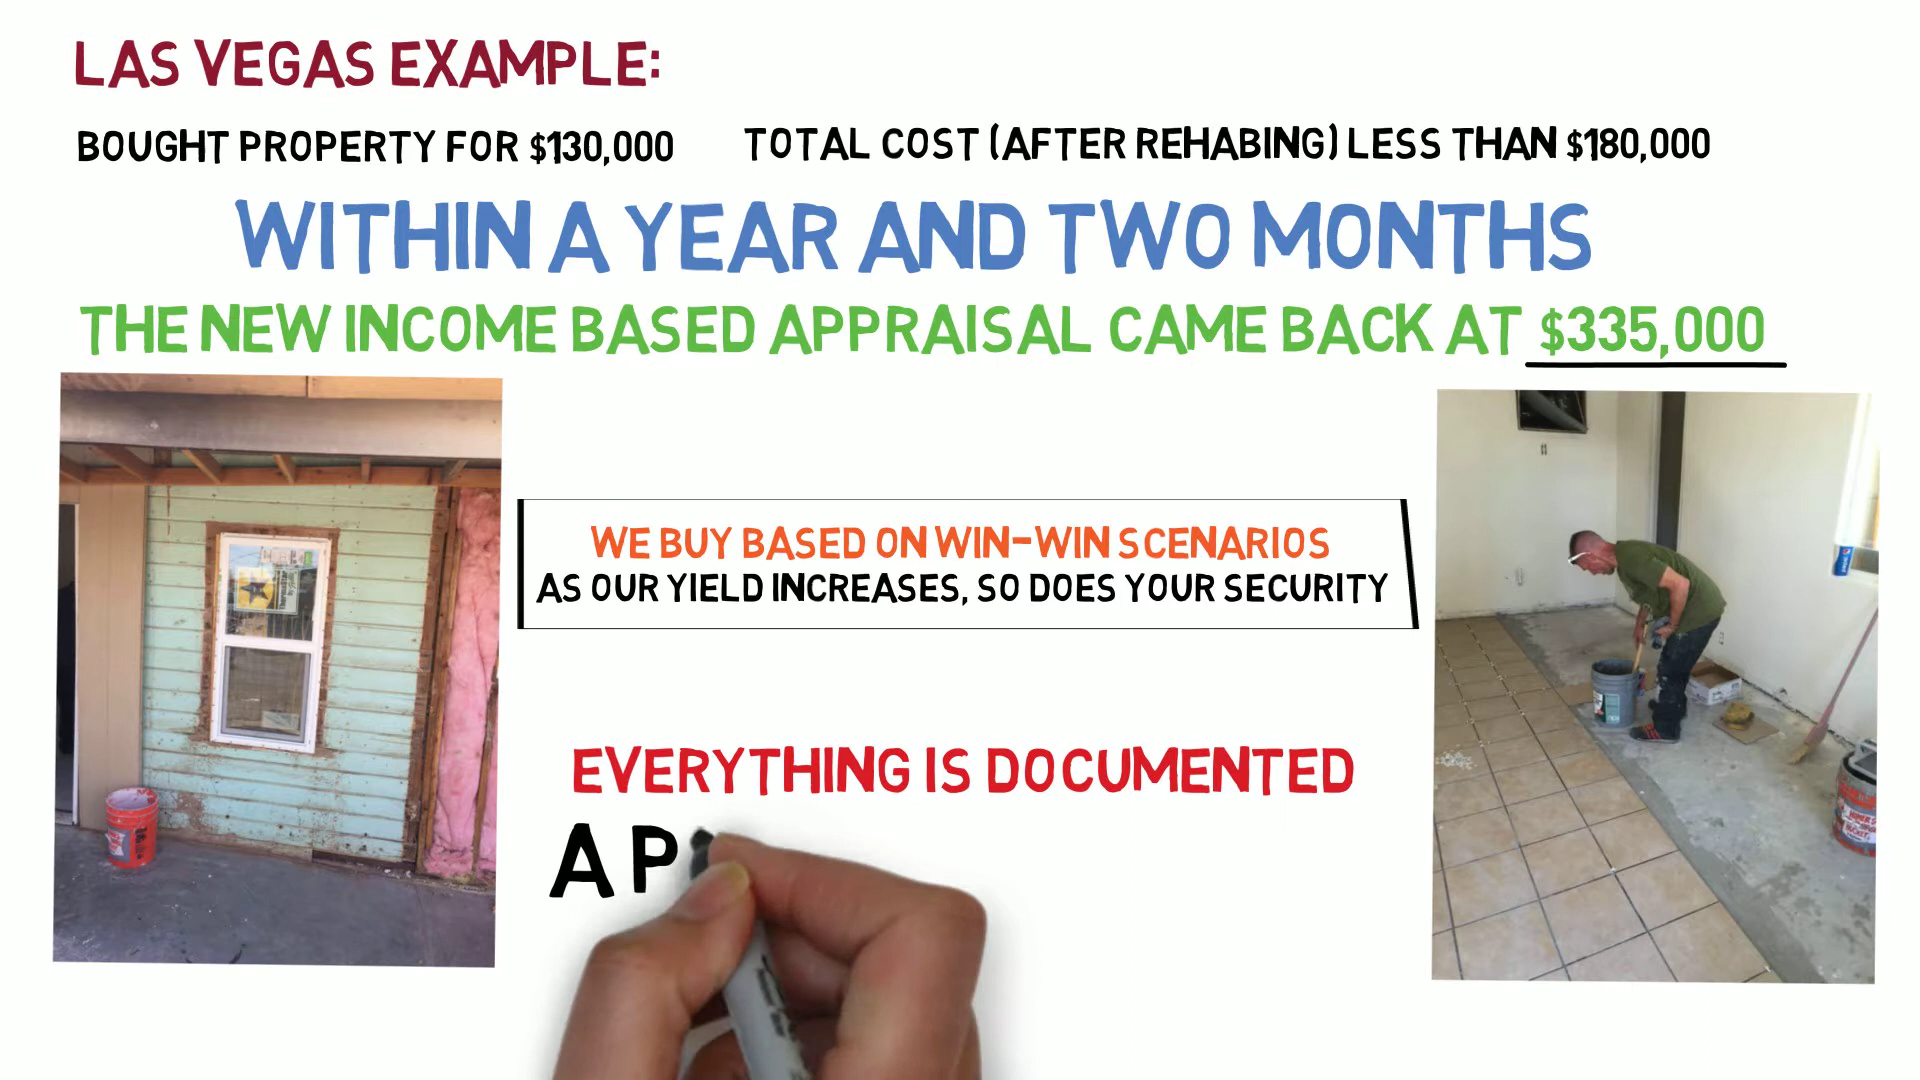 LAS VEGAS EXAMPLE:
BOUGHT PROPERTY FOR $130,000
TOTAL COST (AFTER REHABING) LESS THAN $180,000
WITHIN A YEAR AND TWO MONTHS
THE NEW INCOME BASED APPRAISAL CAME BACK AT $335,000
WE BUY BASED ON WIN-WIN SCENARIOS
AS OUR YIELD INCREASES, SO DOES YOUR SECURITY
EVERYTHING IS DOCUMENTED
AP